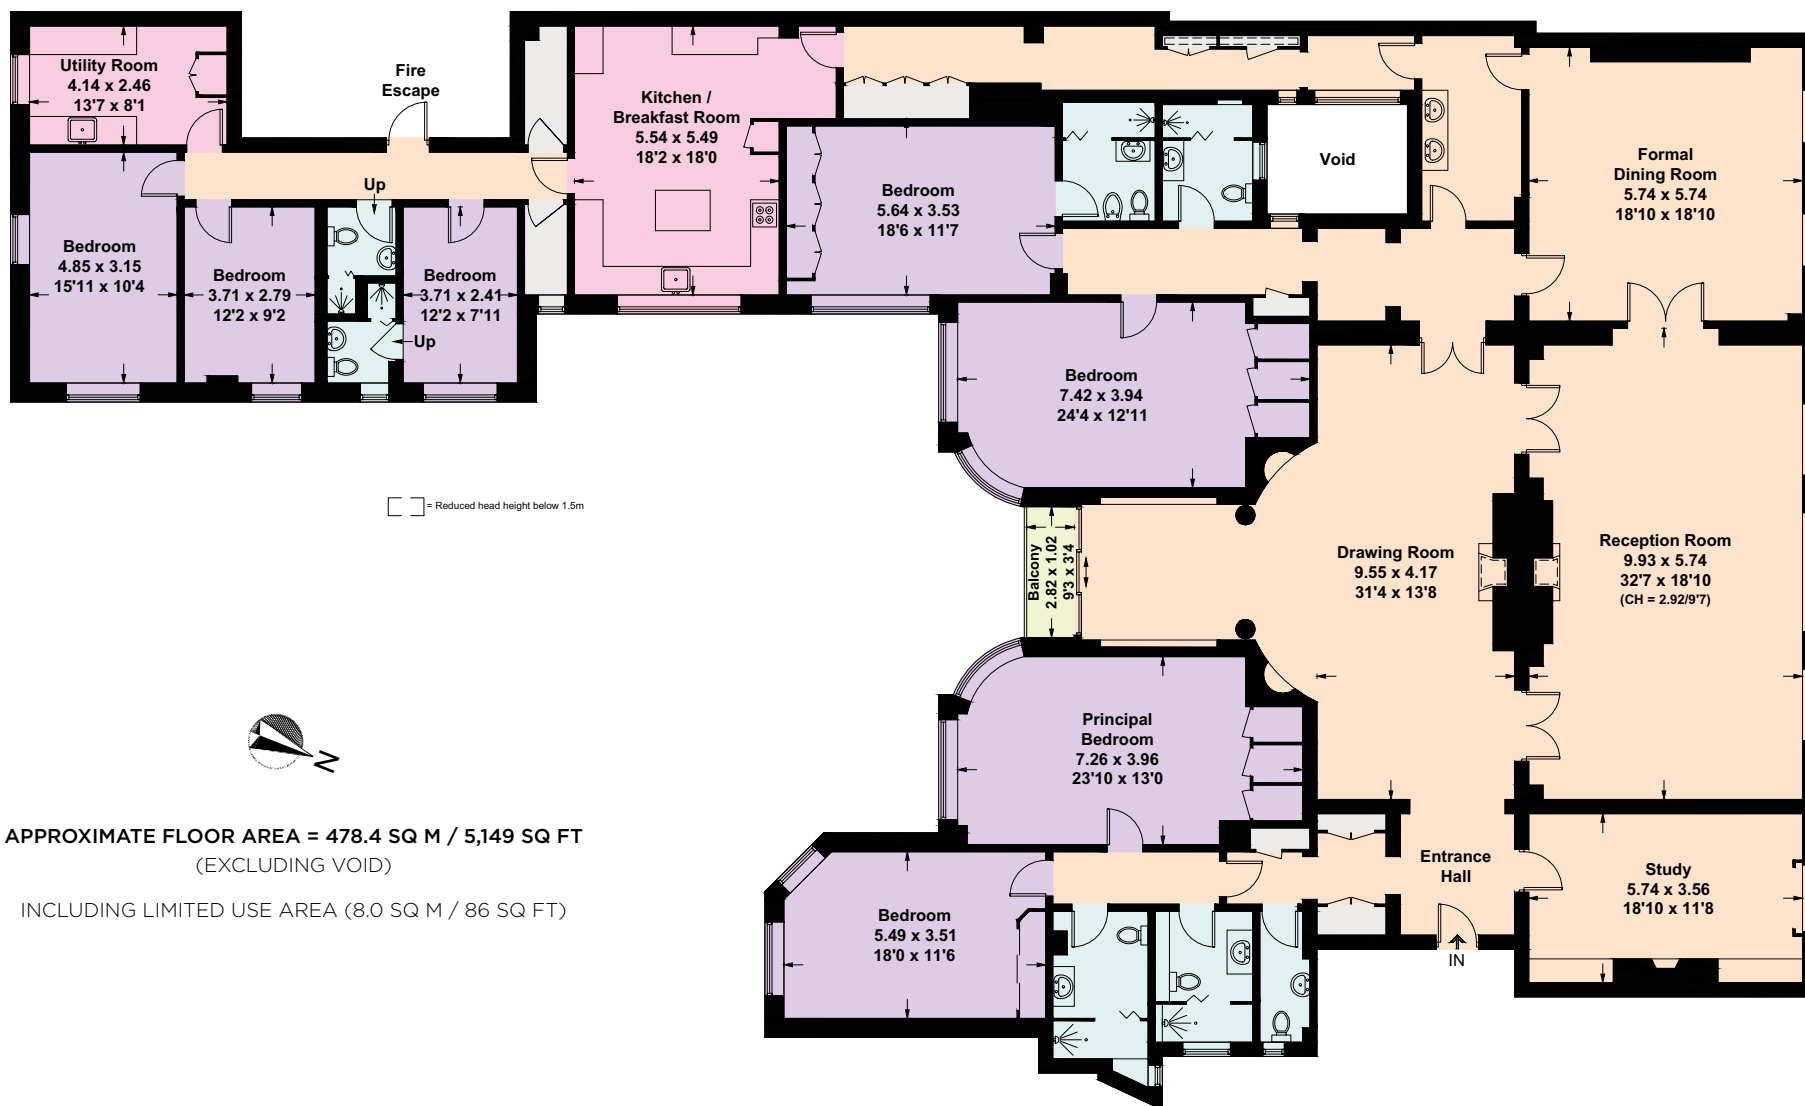 Utility Room
4.14 x 2.46
13'7 x 8'1
Fire
Escape
Kitchen /
Breakfast Room
5.54 x 5.49
18'2 x 18'0
Void
Formal
Dining Room
5.74 x 5.74
18'10 x 18'10
Up
Bedroom
5.64 x 3.53
18'6 x 11'7
Bedroom
4.85 x 3.15
15'11 x 10'4
Bedroom
3.71 x 2.79
12'2 x 9'2
Bedroom
3.71 x 2.41
12'2 x 7'11
Up
Bedroom
7.42 x 3.94
24'4 x 12'11
= Reduced head height below 1.5m
Balcony
2.82 x 1.02
9'3 x 3'4
Drawing Room
9.55 x 4.17
31'4 x 13'8
Reception Room
9.93 x 5.74
32'7 x 18'10
(CH = 2.92/9'7)
Principal
Bedroom
7.26 x 3.96
23'10 x 13'0
N
APPROXIMATE FLOOR AREA = 478.4 SQ M / 5,149 SQ FT
(EXCLUDING VOID)
INCLUDING LIMITED USE AREA (8.0 SQ M / 86 SQ FT)
Entrance
Hall
Study
5.74 x 3.56
18'10 x 11'8
Bedroom
5.49 x 3.51
18'0 x 11'6
IN